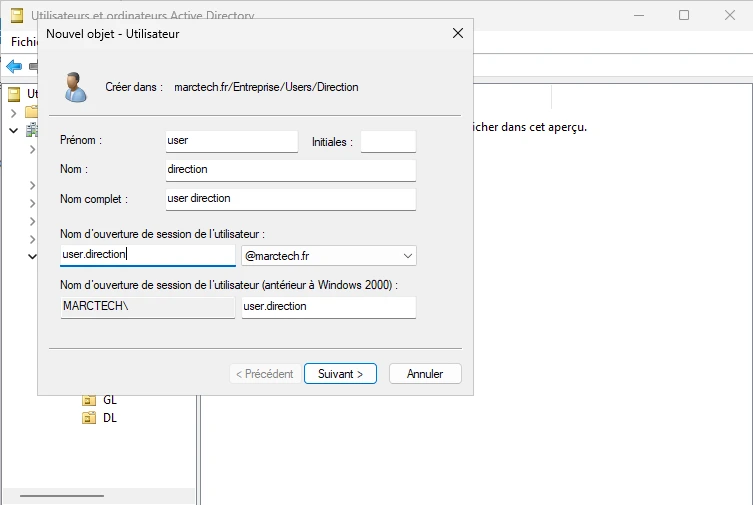 Utilisateurs et ordinateurs Active Directory
Fichi
Nouvel objet - Utilisateur
Ut
Créer dans : marctech.fr/Entreprise/Users/Direction
icher dans cet aperçu.
Prénom : user Initiales :
Nom : direction
Nom complet : user direction
Nom d'ouverture de session de l'utilisateur :
user.direction @marctech.fr
Nom d'ouverture de session de l'utilisateur (antérieur à Windows 2000) :
MARCTECH\ user.direction
< Précédent Suivant > Annuler
GL
DL